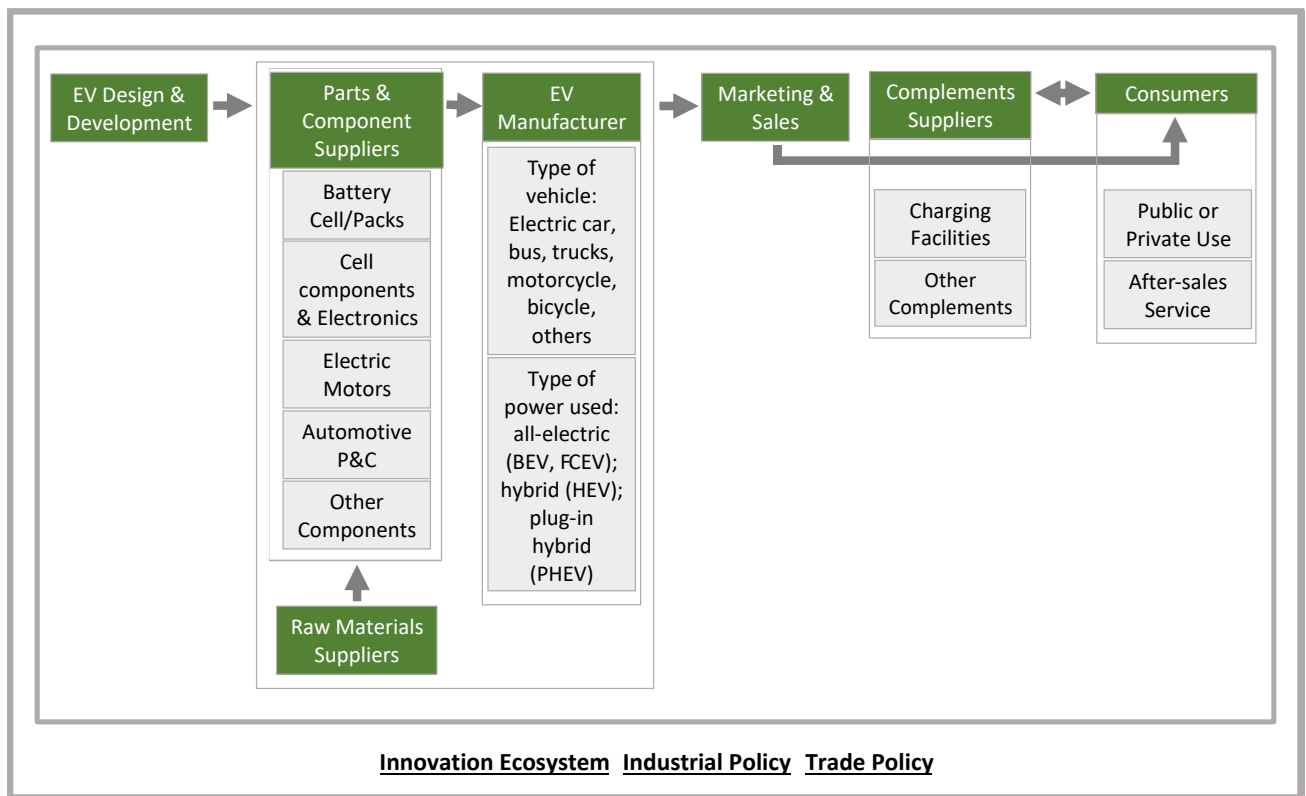 EV Design &
Development
Parts &
Component
Suppliers
Battery
Cell/Packs
Cell
components
& Electronics
Electric
Motors
Automotive
P&C
Other
Components
Raw Materials
Suppliers
EV
Manufacturer
Type of
vehicle:
Electric car,
bus, trucks,
motorcycle,
bicycle,
others
Type of
power used:
all-electric
(BEV, FCEV);
hybrid (HEV);
plug-in
hybrid
(PHEV)
Marketing &
Sales
Complements
Suppliers
Charging
Facilities
Other
Complements
Consumers
Public or
Private Use
After-sales
Service
Innovation Ecosystem Industrial Policy Trade Policy